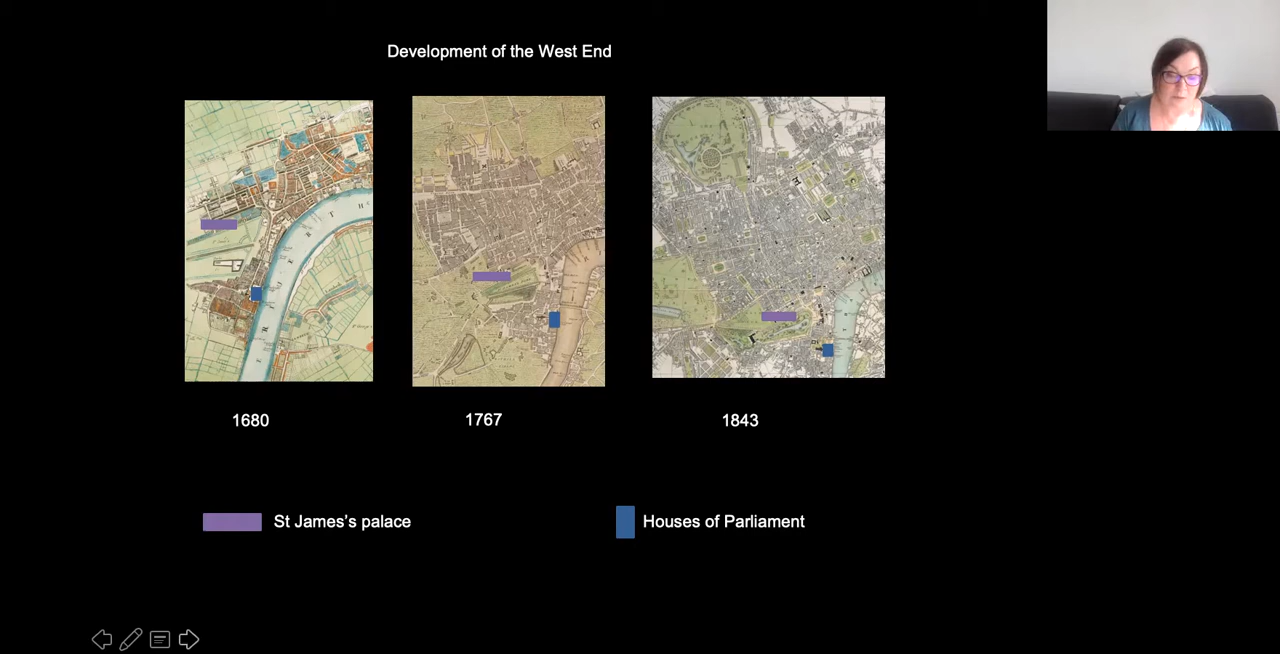 Development of the West End
1680
1767
1843
St James's palace
Houses of Parliament